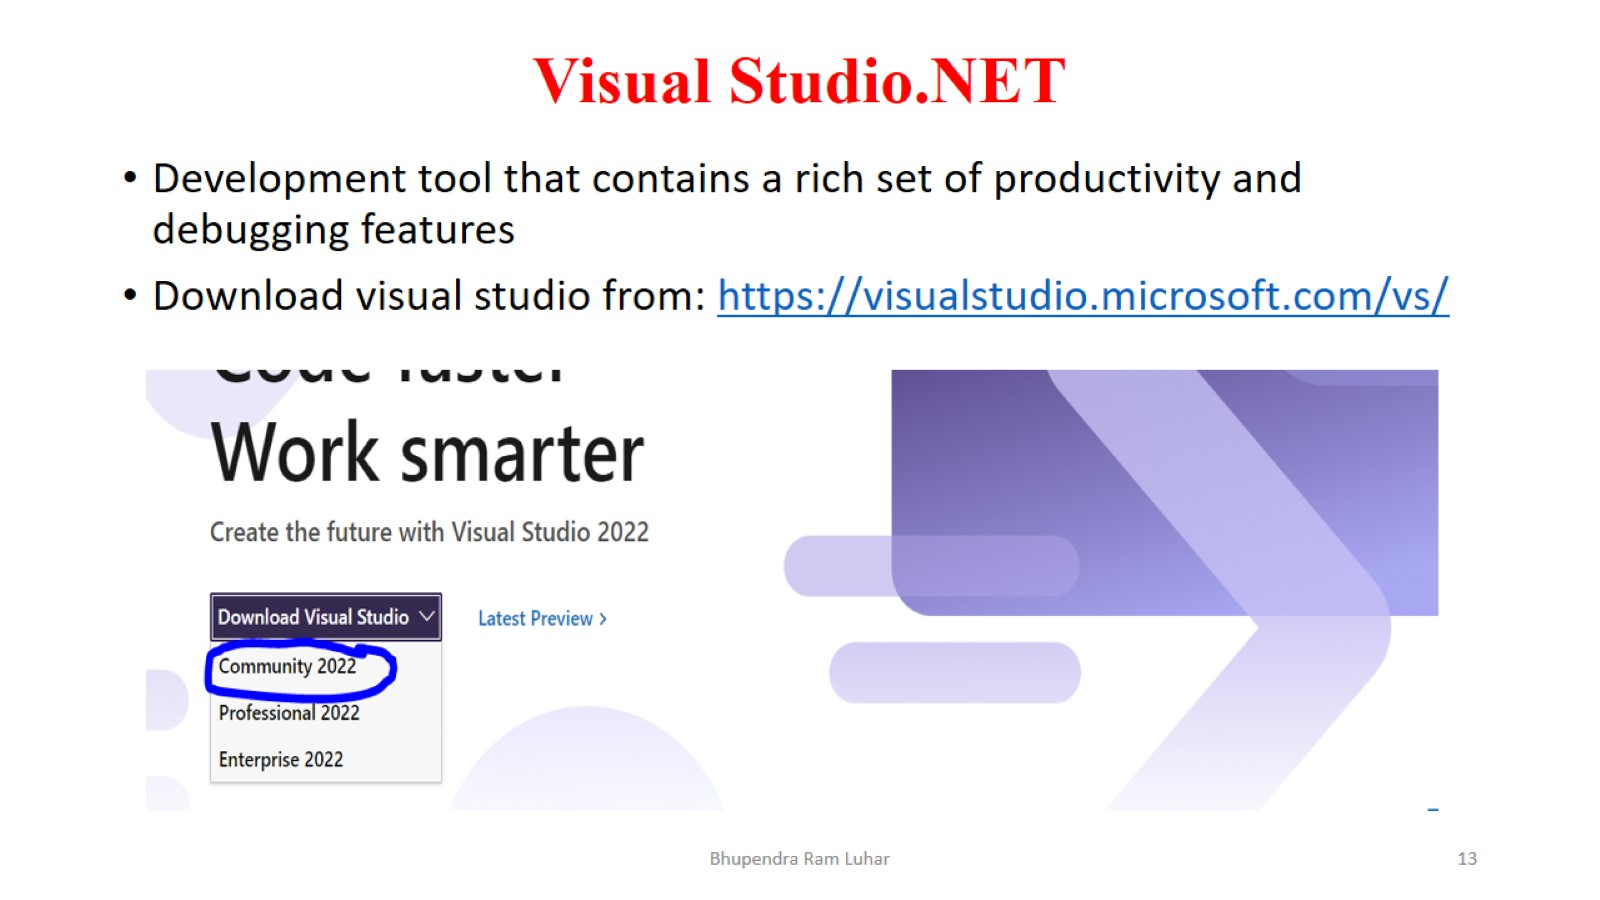 Visual Studio.NET
• Development tool that contains a rich set of productivity and
debugging features
• Download visual studio from: https://visualstudio.microsoft.com/vs/
Code faster
Work smarter
Create the future with Visual Studio 2022
Download Visual Studio
Latest Preview >
Community 2022
Professional 2022
Enterprise 2022
Bhupendra Ram Luhar
13